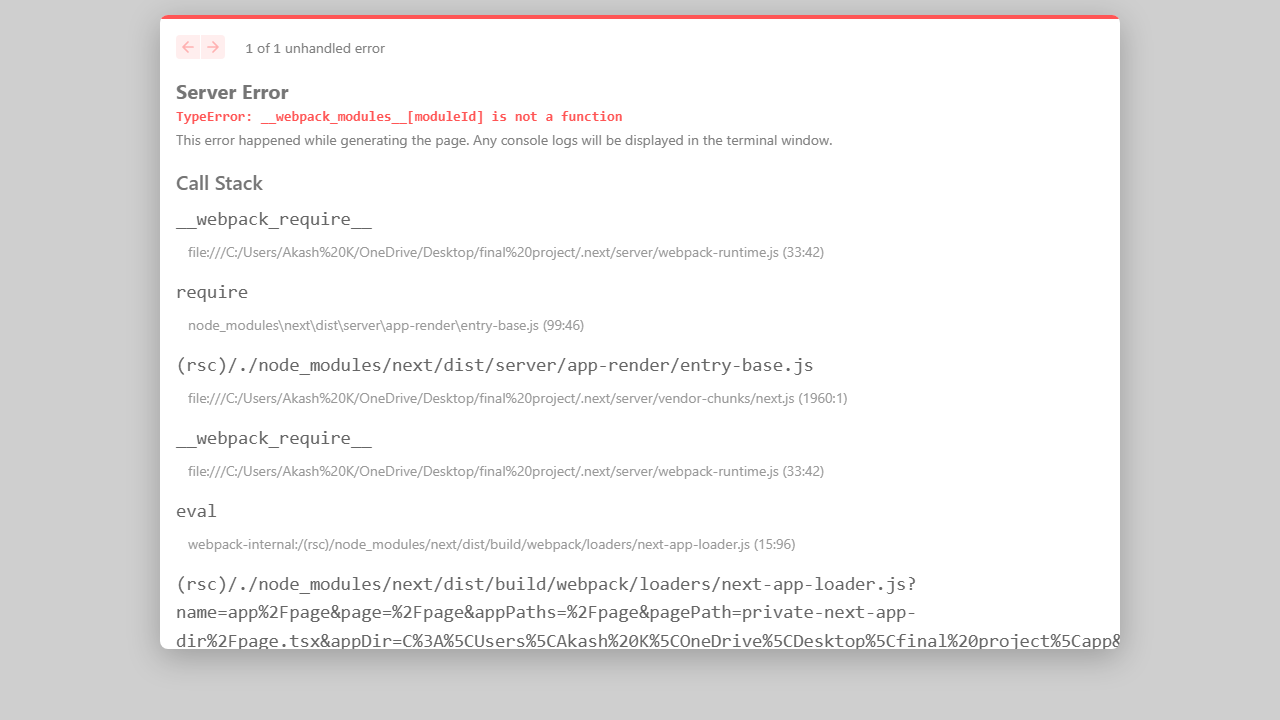 1 of 1 unhandled error
Server Error
TypeError: __webpack_modules__[moduleId] is not a function
This error happened while generating the page. Any console logs will be displayed in the terminal window.
Call Stack
__webpack_require__
file:///C:/Users/Akash%20K/OneDrive/Desktop/final%20project/.next/server/webpack-runtime.js (33:42)
require
node_modules\next\dist\server\app-render\entry-base.js (99:46)
(rsc)/./node_modules/next/dist/server/app-render/entry-base.js
file:///C:/Users/Akash%20K/OneDrive/Desktop/final%20project/.next/server/vendor-chunks/next.js (1960:1)
__webpack_require__
file:///C:/Users/Akash%20K/OneDrive/Desktop/final%20project/.next/server/webpack-runtime.js (33:42)
eval
webpack-internal:/(rsc)/node_modules/next/dist/build/webpack/loaders/next-app-loader.js (15:96)
(rsc)/./node_modules/next/dist/build/webpack/loaders/next-app-loader.js?
name=app%2Fpage&page=%2Fpage&appPaths=%2Fpage&pagePath=private-next-app-
dir%2Fpage.tsx&appDir=C%3A%5CUsers%5CAkash%20K%5COneDrive%5CDesktop%5Cfinal%20project%5Capp&